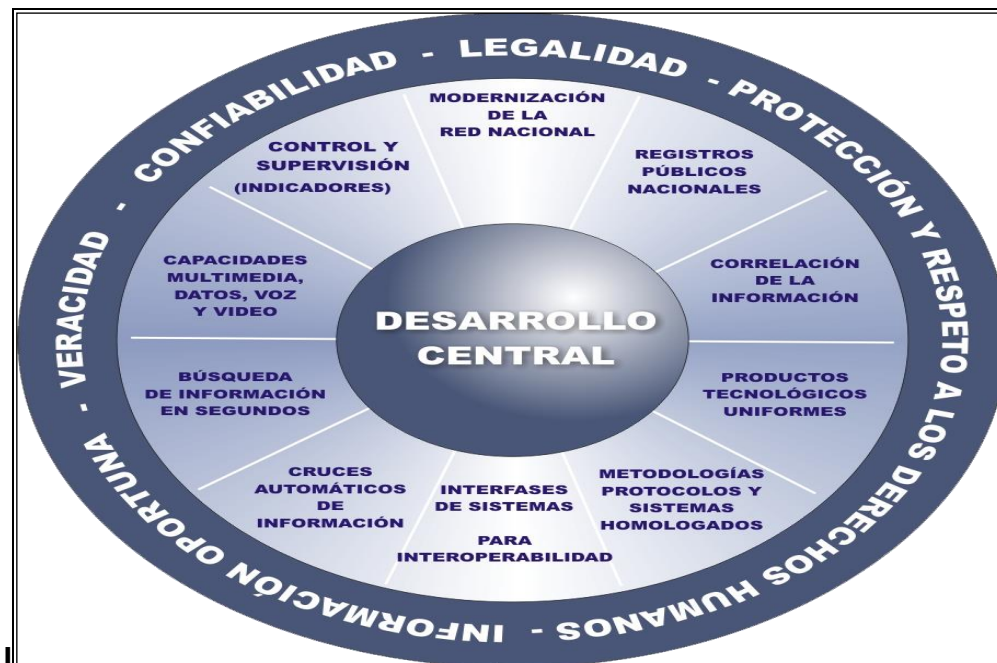 CONFIABILIDAD - LEGALIDAD - PROTECCIÓN Y RESPETO A LOS DERECHOS HUMANOS - INFORMACIÓN OPORTUNA - VERACIDAD -
MODERNIZACIÓN
DE LA
RED NACIONAL
REGISTROS
PÚBLICOS
NACIONALES
CORRELACIÓN
DE LA
INFORMACIÓN
PRODUCTOS
TECNOLÓGICOS
UNIFORMES
METODOLOGÍAS
PROTOCOLOS Y
SISTEMAS
HOMOLOGADOS
INTERFASES
DE SISTEMAS
PARA
INTEROPERABILIDAD
CRUCES
AUTOMÁTICOS
DE
INFORMACIÓN
BÚSQUEDA
DE INFORMACIÓN
EN SEGUNDOS
CAPACIDADES
MULTIMEDIA,
DATOS, VOZ
Y VIDEO
CONTROL Y
SUPERVISIÓN
(INDICADORES)
DESARROLLO
CENTRAL